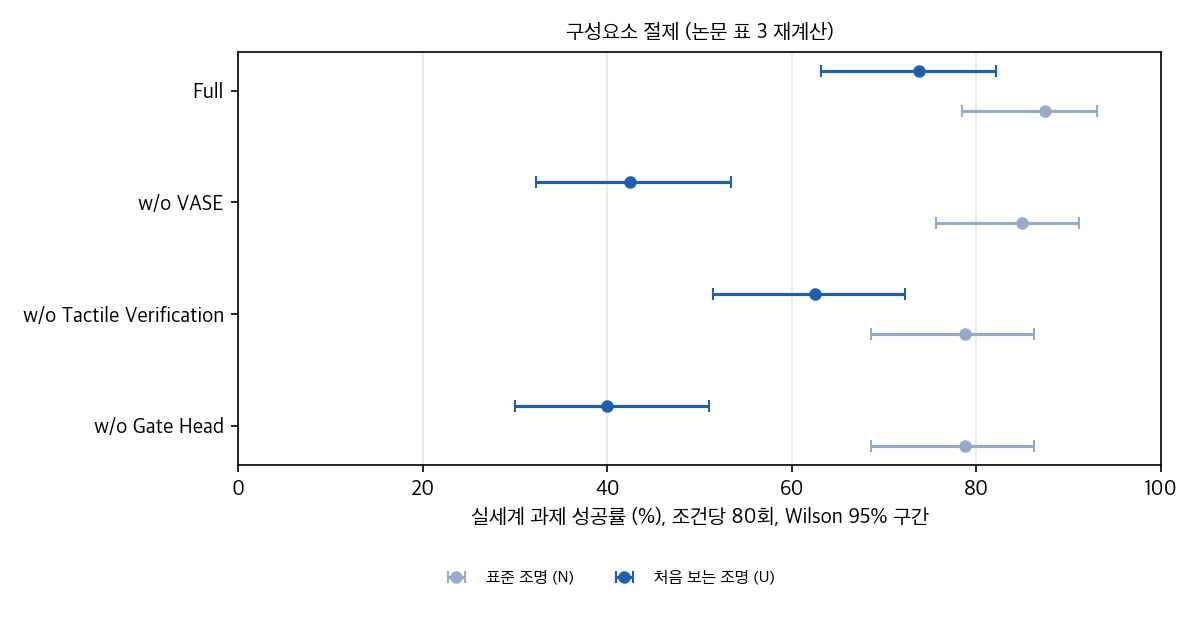 구성요소 절제 (논문 표 3 재계산)
Full
w/o VASE
w/o Tactile Verification
w/o Gate Head
0 20 40 60 80 100
실세계 과제 성공률 (%), 조건당 80회, Wilson 95% 구간
표준 조명 (N) 처음 보는 조명 (U)